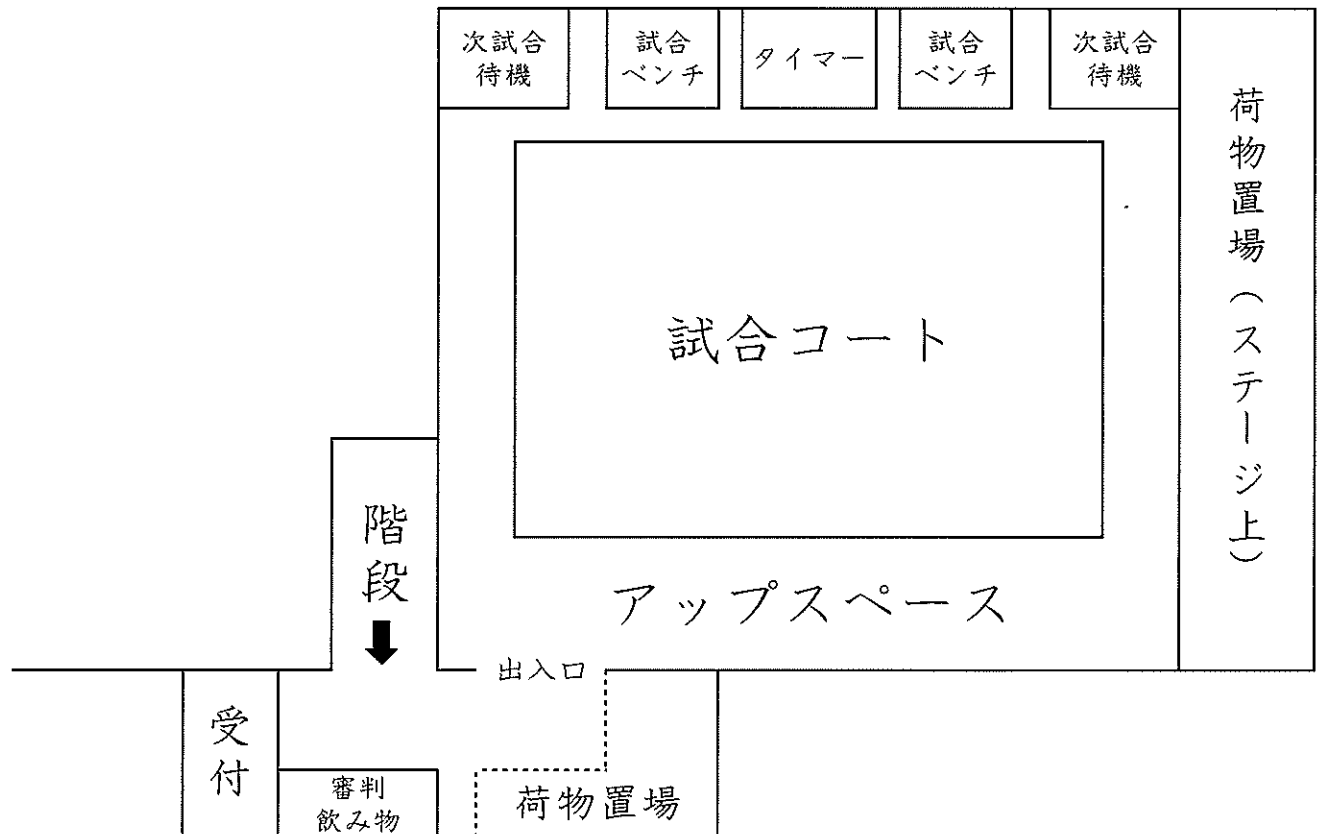 次試合
待機
試合
ベンチ
タイマー
試合
ベンチ
次試合
待機
荷物置場（ステージ上）
試合コート
階段
アップスペース
出入口
受付
審判
飲み物
荷物置場